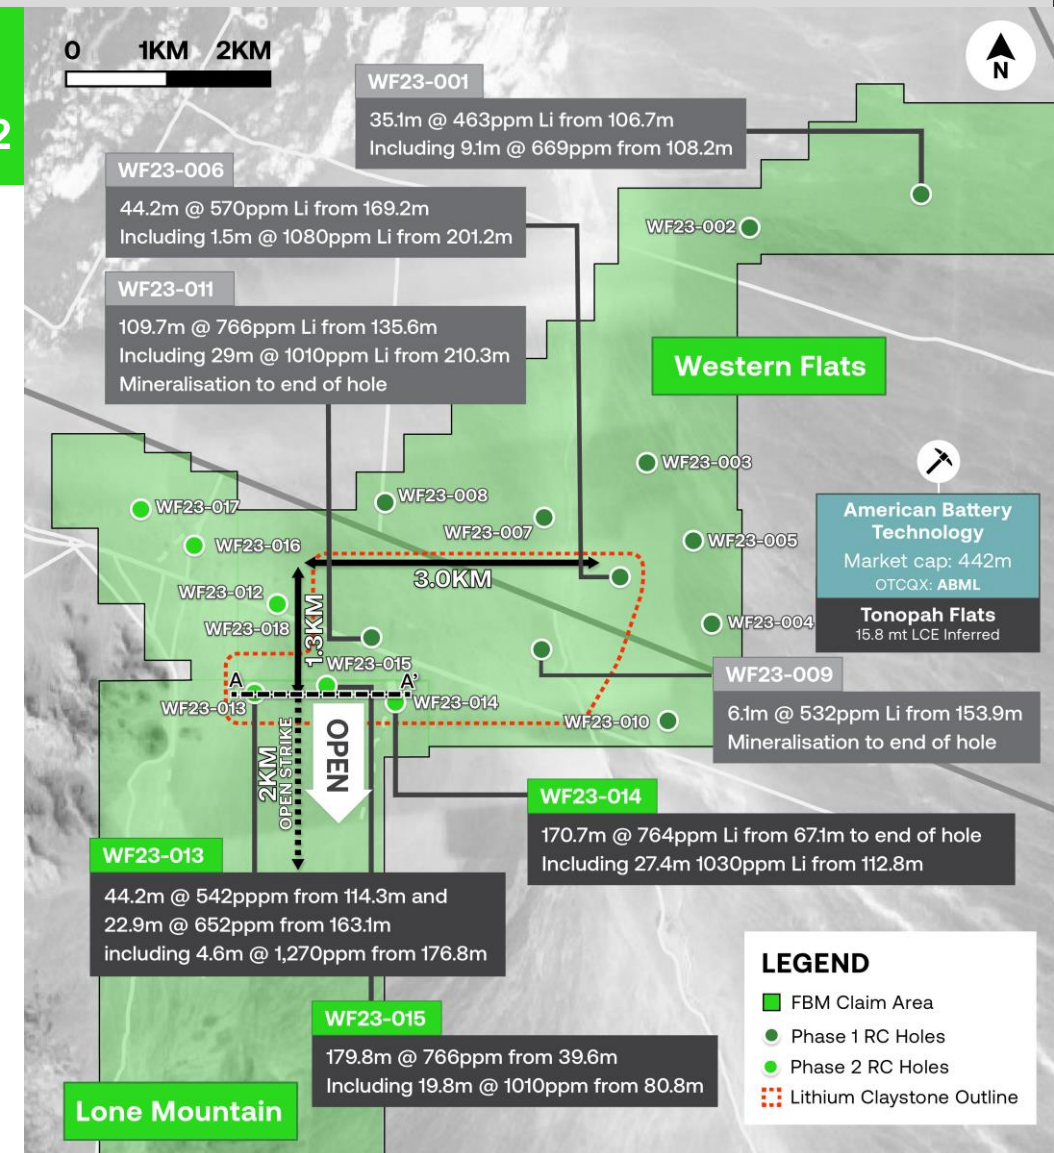 2
0 1KM 2KM
N
WF23-001
35.1m @ 463ppm Li from 106.7m
Including 9.1m @ 669ppm from 108.2m
WF23-006
44.2m @ 570ppm Li from 169.2m
Including 1.5m @ 1080ppm Li from 201.2m
WF23-002
WF23-011
109.7m @ 766ppm Li from 135.6m
Including 29m @ 1010ppm Li from 210.3m
Mineralisation to end of hole
Western Flats
WF23-003
WF23-008
WF23-017
WF23-007
WF23-016
WF23-005
American Battery
Technology
Market cap: 442m
OTCQX: ABML
Tonopah Flats
15.8 mt LCE Inferred
3.0KM
WF23-012
WF23-018
1.3KM
WF23-004
WF23-015
A
A'
WF23-013
WF23-014
WF23-010
WF23-009
6.1m @ 532ppm Li from 153.9m
Mineralisation to end of hole
OPEN
2KM
OPEN STRIKE
WF23-014
170.7m @ 764ppm Li from 67.1m to end of hole
Including 27.4m 1030ppm Li from 112.8m
WF23-013
44.2m @ 542pppm from 114.3m and
22.9m @ 652ppm from 163.1m
including 4.6m @ 1,270ppm from 176.8m
WF23-015
179.8m @ 766ppm from 39.6m
Including 19.8m @ 1010ppm from 80.8m
Lone Mountain
LEGEND
FBM Claim Area
Phase 1 RC Holes
Phase 2 RC Holes
Lithium Claystone Outline